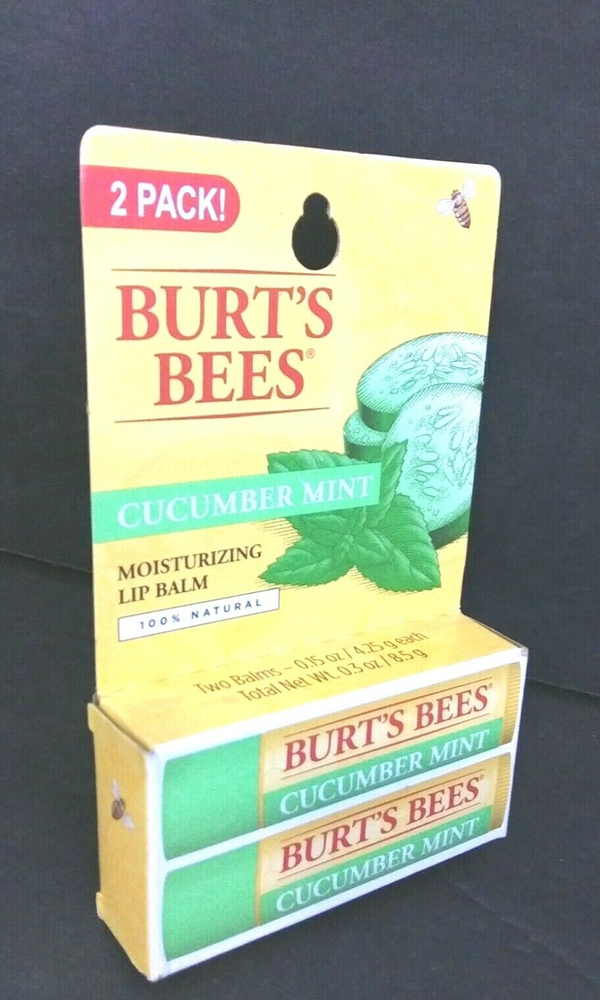 2 PACK!
BURT'S
BEES®
CUCUMBER MINT
MOISTURIZING
LIP BALM
100% NATURAL
Two Balms – 0.15 oz / 4.25 g each
Total Net Wt. 0.3 oz / 8.5 g
BURT'S BEES®
CUCUMBER MINT
BURT'S BEES®
CUCUMBER MINT